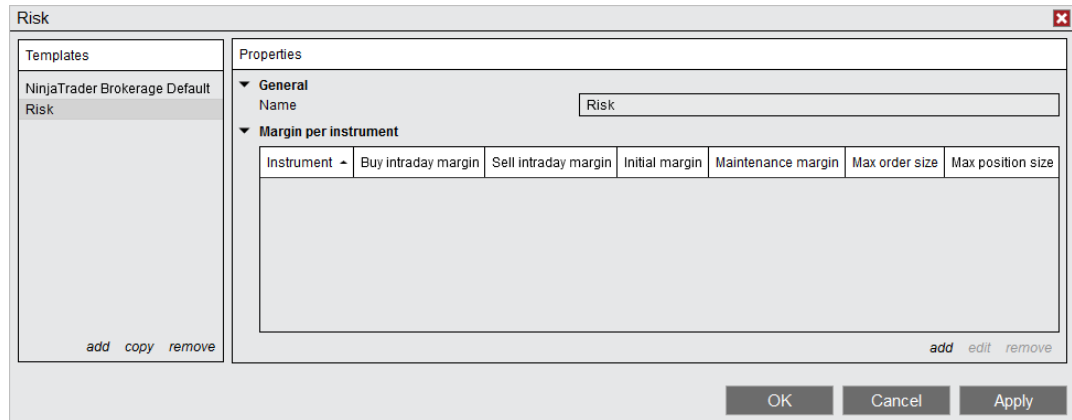 Risk
Templates
NinjaTrader Brokerage Default
Risk
add copy remove
Properties
General
Name Risk
Margin per instrument
Instrument Buy intraday margin Sell intraday margin Initial margin Maintenance margin Max order size Max position size
add edit remove
OK Cancel Apply